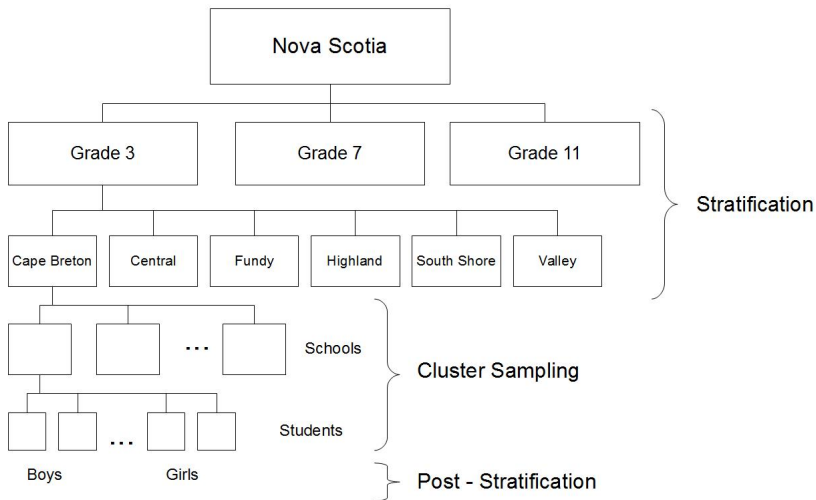 Nova Scotia
Grade 3
Grade 7
Grade 11
Stratification
Cape Breton
Central
Fundy
Highland
South Shore
Valley
...
Schools
Cluster Sampling
...
Students
Boys
Girls
Post - Stratification